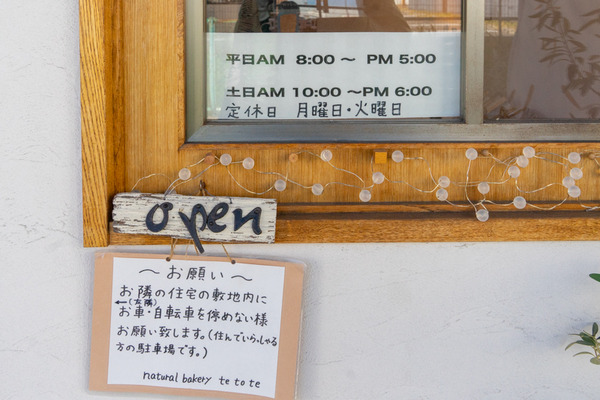 平日AM 8:00 ～ PM 5:00
土日AM 10:00 ～PM 6:00
定休日 月曜日・火曜日
open
～ お願い ～
お隣の住宅の敷地内に
←(左隣)
お車・自転車を停めない様
お願い致します。(住んでいらっしゃる
方の駐車場です。)
natural bakery te to te